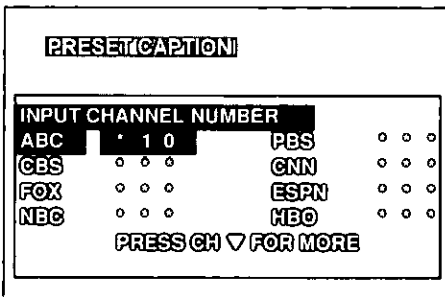 PRESET CAPTION
INPUT CHANNEL NUMBER
ABC * 1 0 PBS ° ° °
CBS ° ° ° CNN ° ° °
FOX ° ° ° ESPN ° ° °
NBC ° ° ° HBO ° ° °
PRESS CH ▽ FOR MORE